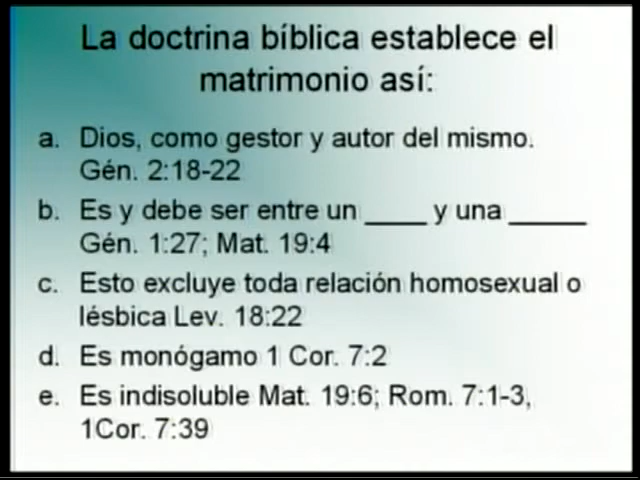 La doctrina bíblica establece el
matrimonio así:
a. Dios, como gestor y autor del mismo.
Gén. 2:18-22
b. Es y debe ser entre un ____ y una _____
Gén. 1:27; Mat. 19:4
c. Esto excluye toda relación homosexual o
lésbica Lev. 18:22
d. Es monógamo 1 Cor. 7:2
e. Es indisoluble Mat. 19:6; Rom. 7:1-3,
1Cor. 7:39